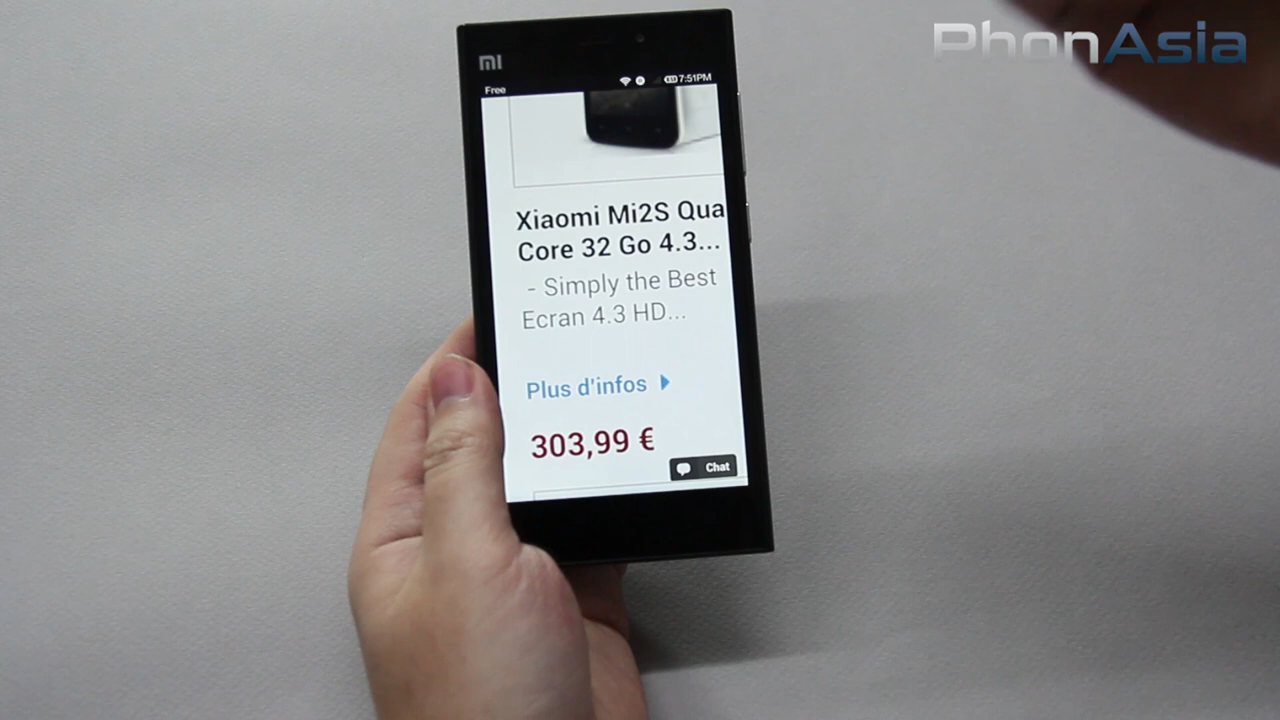 PhonAsia
MI
Free
7:51PM
Xiaomi Mi2S Qua
Core 32 Go 4.3...
- Simply the Best
Ecran 4.3 HD...
Plus d'infos
303,99 €
Chat